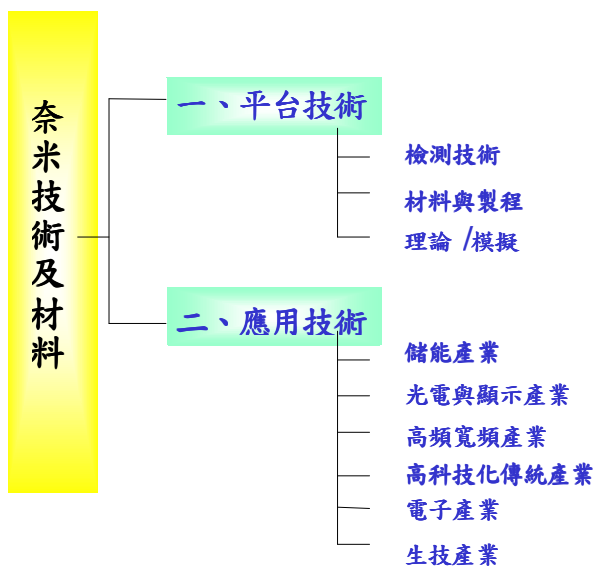 奈米技術及材料
一、平台技術
檢測技術
材料與製程
理論 /模擬
二、應用技術
儲能產業
光電與顯示產業
高頻寬頻產業
高科技化傳統產業
電子產業
生技產業